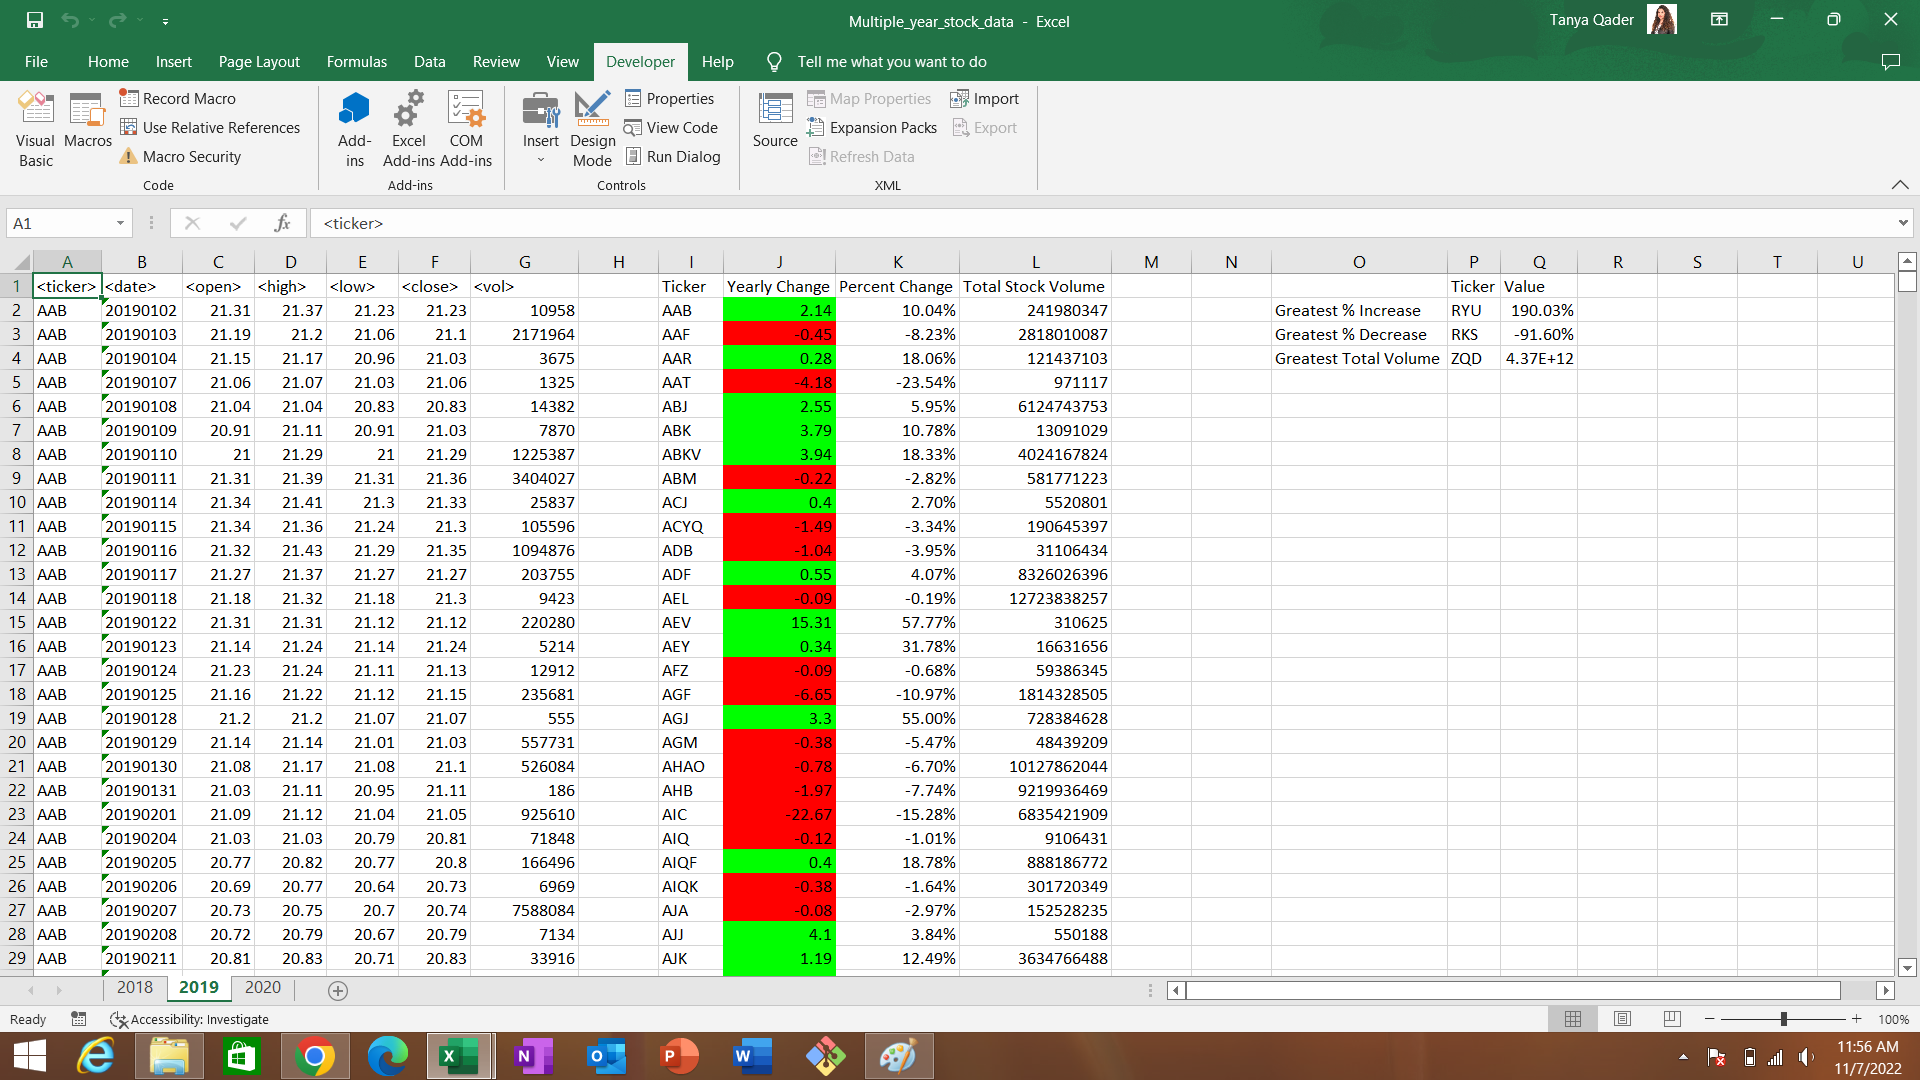 Multiple_year_stock_data - Excel
Tanya Qader
File Home Insert Page Layout Formulas Data Review View Developer Help Tell me what you want to do
Visual Basic
Macros
Record Macro
Use Relative References
Macro Security
Code
Add-ins
Excel Add-ins
COM Add-ins
Add-ins
Insert
Design Mode
Properties
View Code
Run Dialog
Controls
Source
Map Properties
Expansion Packs
Refresh Data
Import
Export
XML
A1 fx <ticker>
A B C D E F G H I J K L M N O P Q R S T U
1 <ticker> <date> <open> <high> <low> <close> <vol> Ticker Yearly Change Percent Change Total Stock Volume Ticker Value
2 AAB 20190102 21.31 21.37 21.23 21.23 10958 AAB 2.14 10.04% 241980347 Greatest % Increase RYU 190.03%
3 AAB 20190103 21.19 21.2 21.06 21.1 2171964 AAF -0.45 -8.23% 2818010087 Greatest % Decrease RKS -91.60%
4 AAB 20190104 21.15 21.17 20.96 21.03 3675 AAR 0.28 18.06% 121437103 Greatest Total Volume ZQD 4.37E+12
5 AAB 20190107 21.06 21.07 21.03 21.06 1325 AAT -4.18 -23.54% 971117
6 AAB 20190108 21.04 21.04 20.83 20.83 14382 ABJ 2.55 5.95% 6124743753
7 AAB 20190109 20.91 21.11 20.91 21.03 7870 ABK 3.79 10.78% 13091029
8 AAB 20190110 21 21.29 21 21.29 1225387 ABKV 3.94 18.33% 4024167824
9 AAB 20190111 21.31 21.39 21.31 21.36 3404027 ABM -0.22 -2.82% 581771223
10 AAB 20190114 21.34 21.41 21.3 21.33 25837 ACJ 0.4 2.70% 5520801
11 AAB 20190115 21.34 21.36 21.24 21.3 105596 ACYQ -1.49 -3.34% 190645397
12 AAB 20190116 21.32 21.43 21.29 21.35 1094876 ADB -1.04 -3.95% 31106434
13 AAB 20190117 21.27 21.37 21.27 21.27 203755 ADF 0.55 4.07% 8326026396
14 AAB 20190118 21.18 21.32 21.18 21.3 9423 AEL -0.09 -0.19% 12723838257
15 AAB 20190122 21.31 21.31 21.12 21.12 220280 AEV 15.31 57.77% 310625
16 AAB 20190123 21.14 21.24 21.14 21.24 5214 AEY 0.34 31.78% 16631656
17 AAB 20190124 21.23 21.24 21.11 21.13 12912 AFZ -0.09 -0.68% 59386345
18 AAB 20190125 21.16 21.22 21.12 21.15 235681 AGF -6.65 -10.97% 1814328505
19 AAB 20190128 21.2 21.2 21.07 21.07 555 AGJ 3.3 55.00% 728384628
20 AAB 20190129 21.14 21.14 21.01 21.03 557731 AGM -0.38 -5.47% 48439209
21 AAB 20190130 21.08 21.17 21.08 21.1 526084 AHAO -0.78 -6.70% 10127862044
22 AAB 20190131 21.03 21.11 20.95 21.11 186 AHB -1.97 -7.74% 9219936469
23 AAB 20190201 21.09 21.12 21.04 21.05 925610 AIC -22.67 -15.28% 6835421909
24 AAB 20190204 21.03 21.03 20.79 20.81 71848 AIQ -0.12 -1.01% 9106431
25 AAB 20190205 20.77 20.82 20.77 20.8 166496 AIQF 0.4 18.78% 888186772
26 AAB 20190206 20.69 20.77 20.64 20.73 6969 AIQK -0.38 -1.64% 301720349
27 AAB 20190207 20.73 20.75 20.7 20.74 7588084 AJA -0.08 -2.97% 152528235
28 AAB 20190208 20.72 20.79 20.67 20.79 7134 AJJ 4.1 3.84% 550188
29 AAB 20190211 20.81 20.83 20.71 20.83 33916 AJK 1.19 12.49% 3634766488
2018 2019 2020
Ready Accessibility: Investigate 100%
11:56 AM
11/7/2022